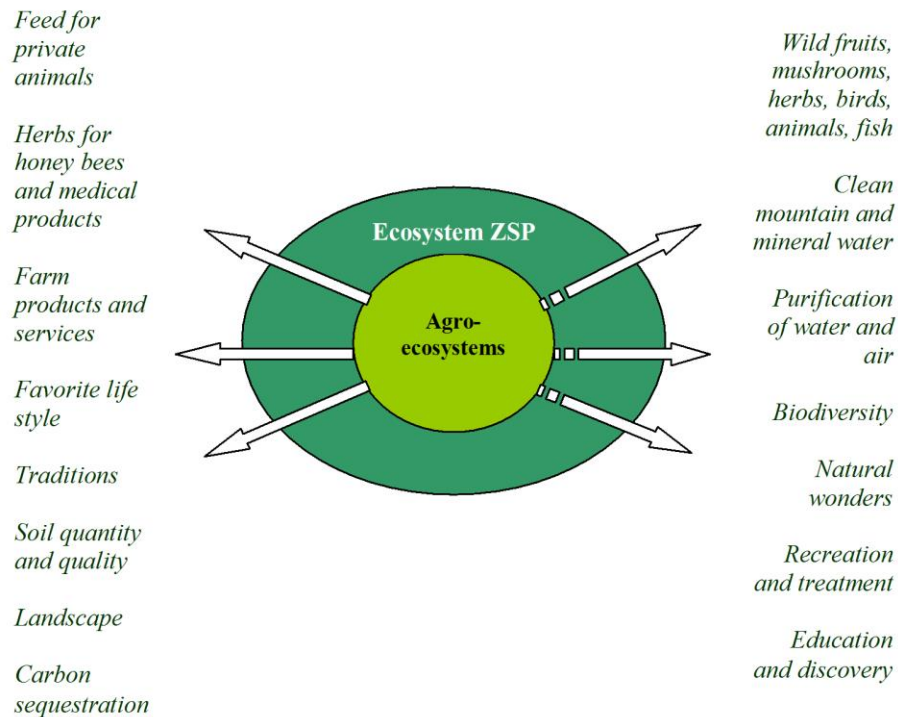 Feed for
private
animals
Herbs for
honey bees
and medical
products
Farm
products and
services
Favorite life
style
Traditions
Soil quantity
and quality
Landscape
Carbon
sequestration
Ecosystem ZSP
Agro-
ecosystems
Wild fruits,
mushrooms,
herbs, birds,
animals, fish
Clean
mountain and
mineral water
Purification
of water and
air
Biodiversity
Natural
wonders
Recreation
and treatment
Education
and discovery